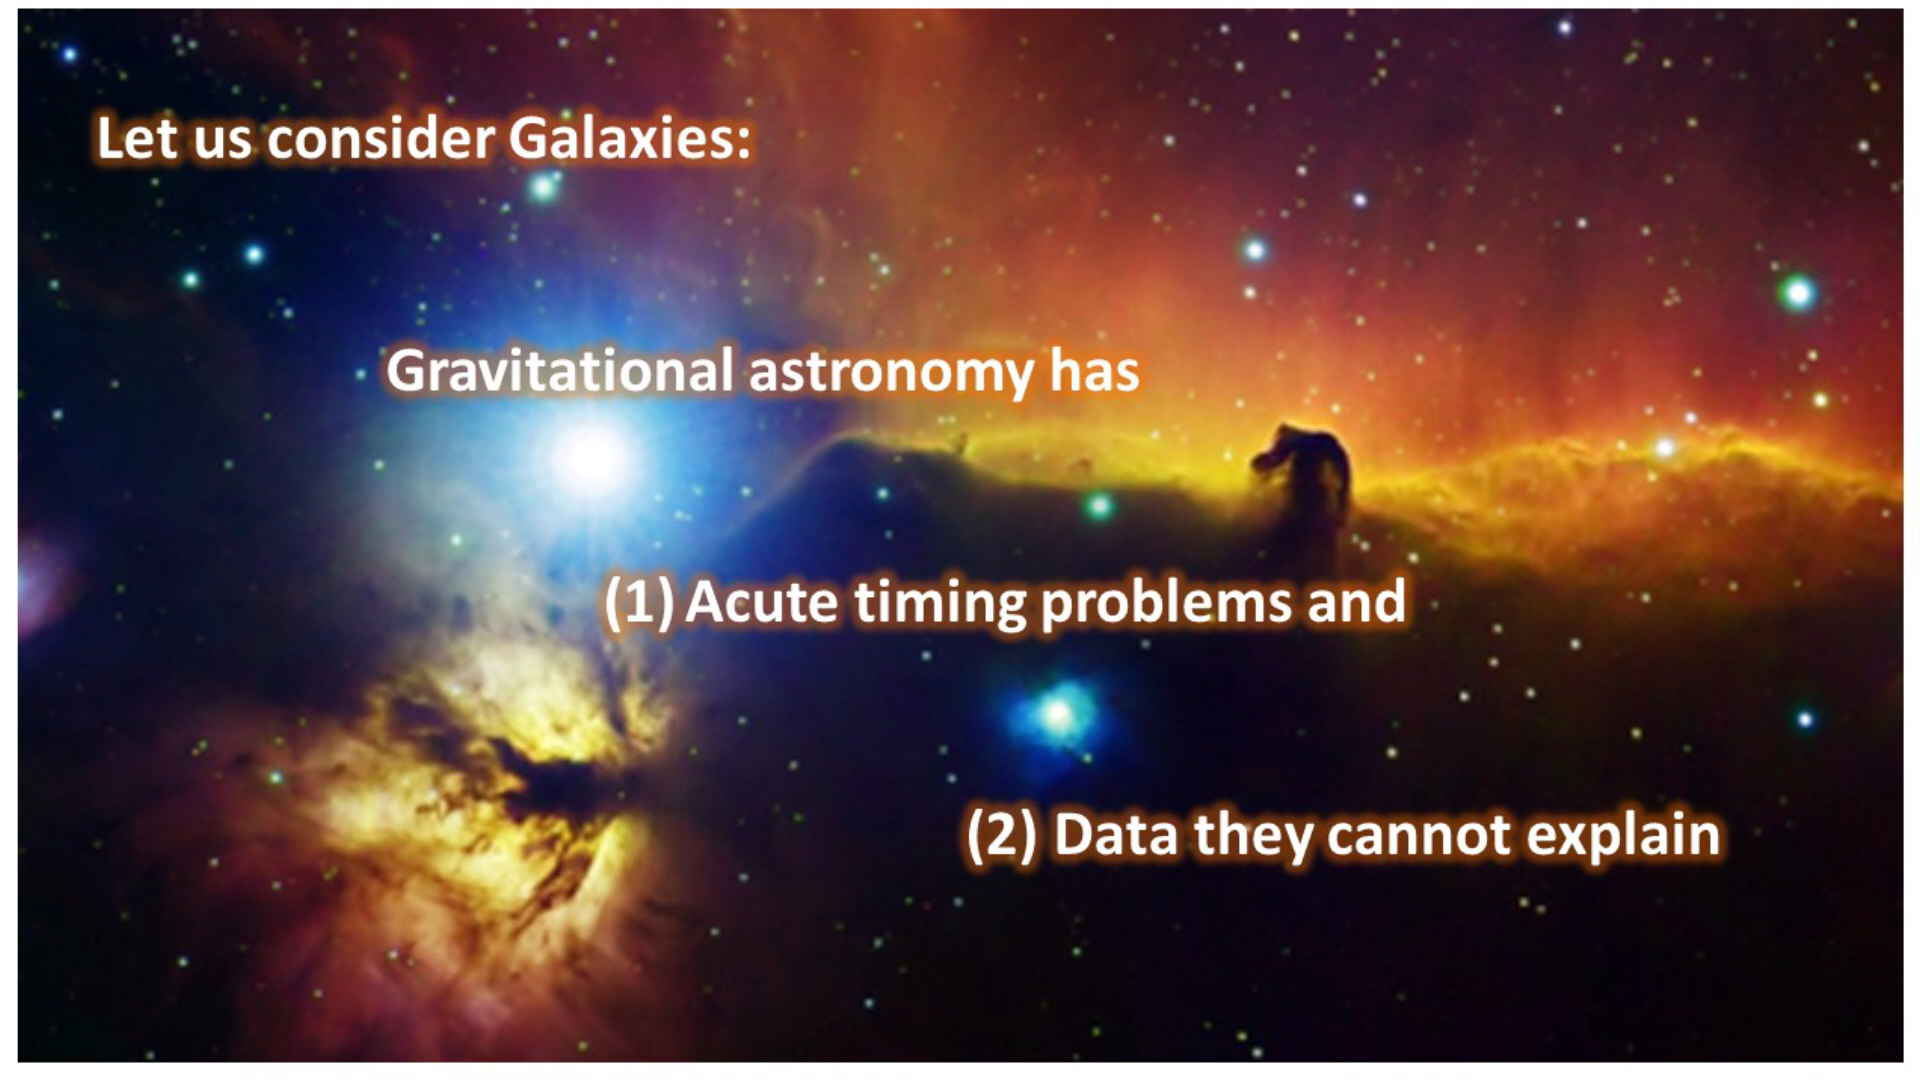 Let us consider Galaxies:
Gravitational astronomy has
(1) Acute timing problems and
(2) Data they cannot explain